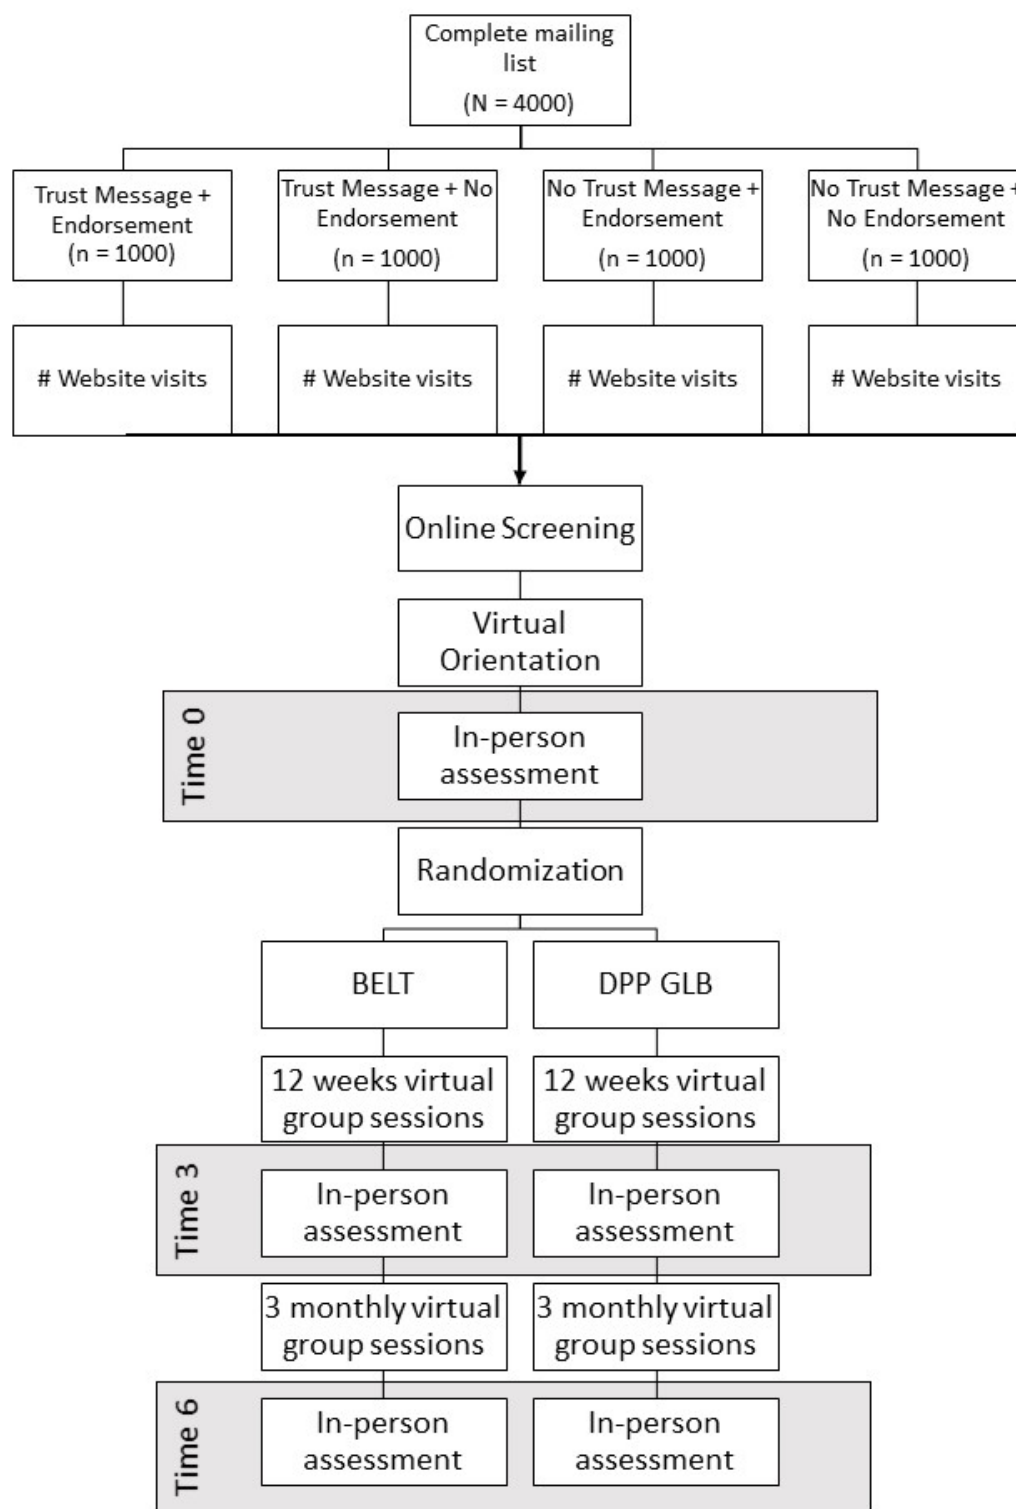 Complete mailing
list
(N = 4000)
Trust Message +
Endorsement
(n = 1000)
Trust Message + No
Endorsement
(n = 1000)
No Trust Message +
Endorsement
(n = 1000)
No Trust Message +
No Endorsement
(n = 1000)
# Website visits
# Website visits
# Website visits
# Website visits
Online Screening
Virtual
Orientation
Time 0
In-person
assessment
Randomization
BELT
DPP GLB
12 weeks virtual
group sessions
12 weeks virtual
group sessions
Time 3
In-person
assessment
In-person
assessment
3 monthly virtual
group sessions
3 monthly virtual
group sessions
Time 6
In-person
assessment
In-person
assessment